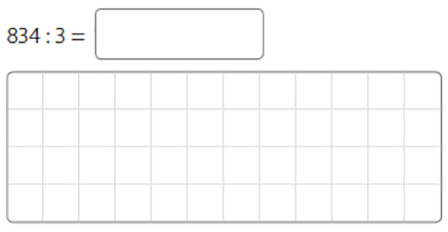 834 : 3 =